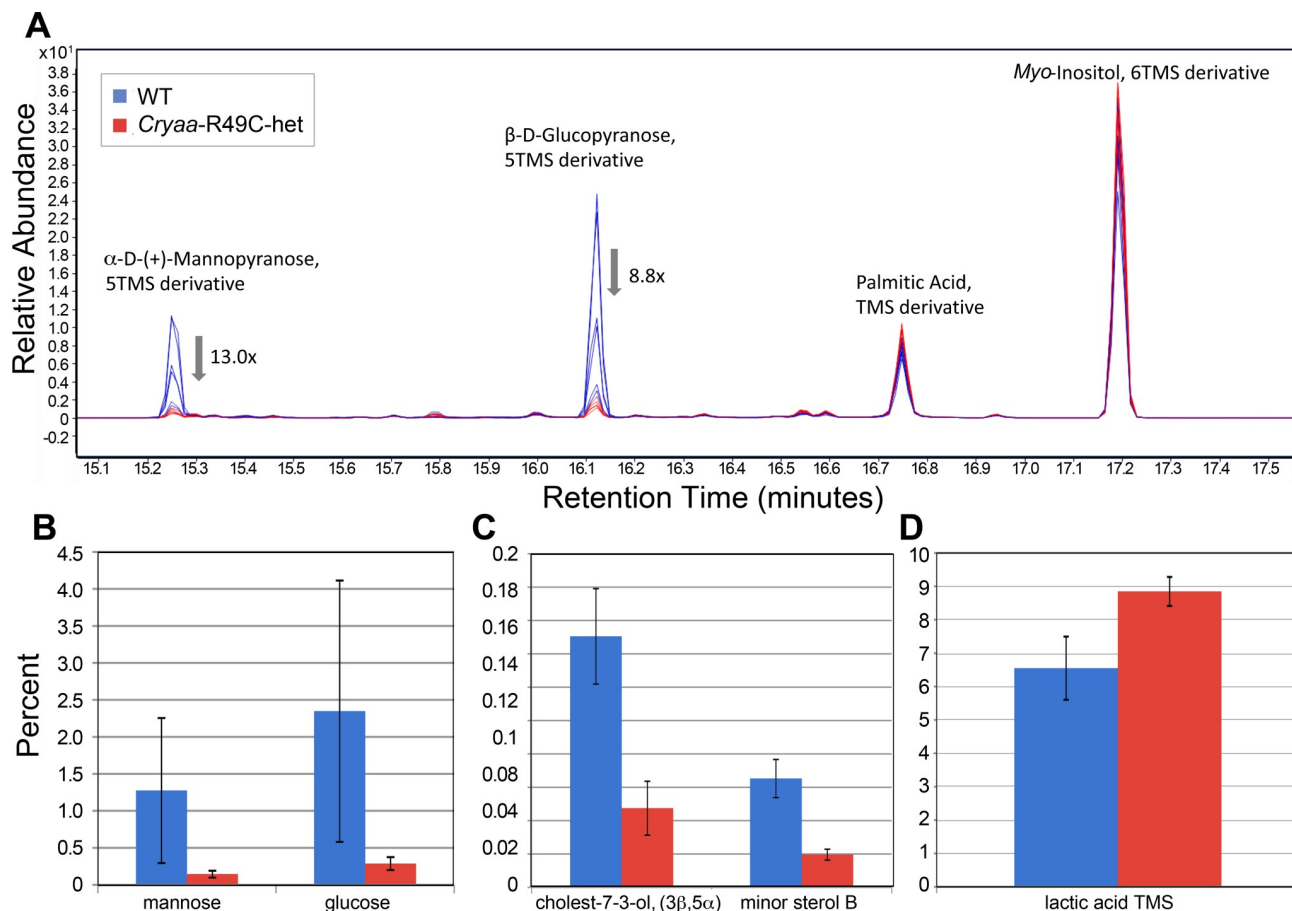 A
x10¹
3.8
3.6
3.4
3.2
3.0
2.8
2.6
2.4
2.2
2.0
1.8
1.6
1.4
1.2
1.0
0.8
0.6
0.4
0.2
0
-0.2
Relative Abundance
WT
Cryaa-R49C-het
α-D-(+)-Mannopyranose,
5TMS derivative
13.0x
β-D-Glucopyranose,
5TMS derivative
8.8x
Palmitic Acid,
TMS derivative
Myo-Inositol, 6TMS derivative
15.1 15.2 15.3 15.4 15.5 15.6 15.7 15.8 15.9 16.0 16.1 16.2 16.3 16.4 16.5 16.6 16.7 16.8 16.9 17.0 17.1 17.2 17.3 17.4 17.5
Retention Time (minutes)
B
Percent
4.5
4.0
3.5
3.0
2.5
2.0
1.5
1.0
0.5
0
mannose glucose
C
0.2
0.16
0.14
0.12
0.1
0.08
0.04
0.02
0
cholest-7-3-ol, (3β,5α) minor sterol B
D
10
9
8
7
6
5
4
3
2
1
0
lactic acid TMS